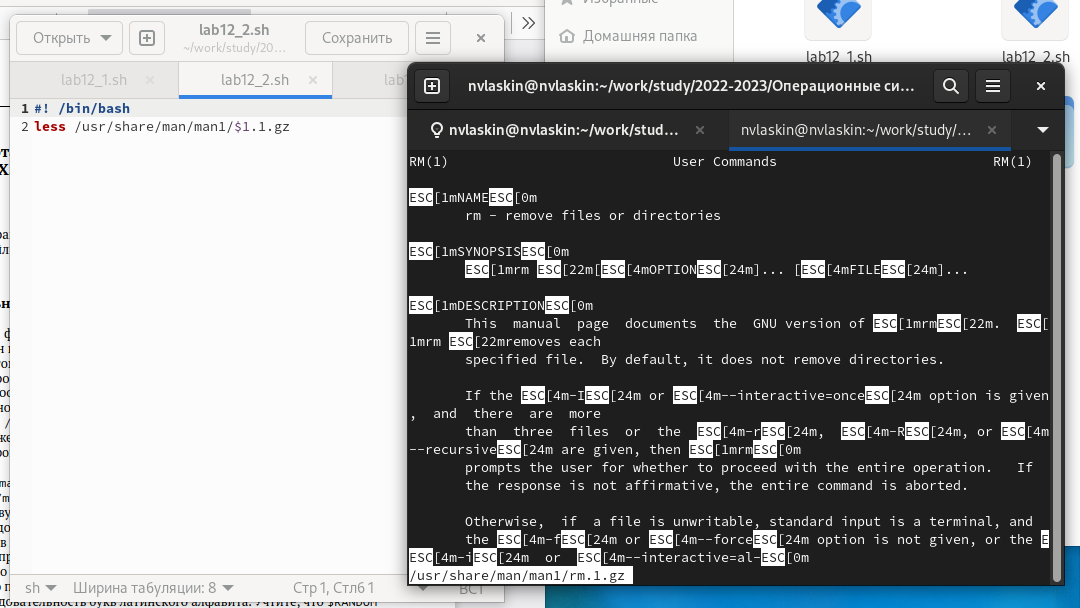 Избранные
Домашняя папка
lab12_1.sh
lab12_2.sh
Открыть
lab12_2.sh
~/work/study/20...
Сохранить
lab12_1.sh
lab12_2.sh
1 #! /bin/bash
2 less /usr/share/man/man1/$1.1.gz
sh
Ширина табуляции: 8
Стр 1, Стлб 1
ВСТ
nvlaskin@nvlaskin:~/work/study/2022-2023/Операционные си...
nvlaskin@nvlaskin:~/work/stud...
nvlaskin@nvlaskin:~/work/study/...
RM(1) User Commands RM(1)
ESC[1mNAMEESC[0m
rm - remove files or directories
ESC[1mSYNOPSISESC[0m
ESC[1mrm ESC[22m[ESC[4mOPTIONESC[24m]... [ESC[4mFILEESC[24m]...
ESC[1mDESCRIPTIONESC[0m
This manual page documents the GNU version of ESC[1mrmESC[22m. ESC[
1mrm ESC[22mremoves each
specified file. By default, it does not remove directories.
If the ESC[4m-IESC[24m or ESC[4m--interactive=onceESC[24m option is given
, and there are more
than three files or the ESC[4m-rESC[24m, ESC[4m-RESC[24m, or ESC[4m
--recursiveESC[24m are given, then ESC[1mrmESC[0m
prompts the user for whether to proceed with the entire operation. If
the response is not affirmative, the entire command is aborted.
Otherwise, if a file is unwritable, standard input is a terminal, and
the ESC[4m-fESC[24m or ESC[4m--forceESC[24m option is not given, or the E
ESC[4m-iESC[24m or ESC[4m--interactive=al-ESC[0m
/usr/share/man/man1/rm.1.gz